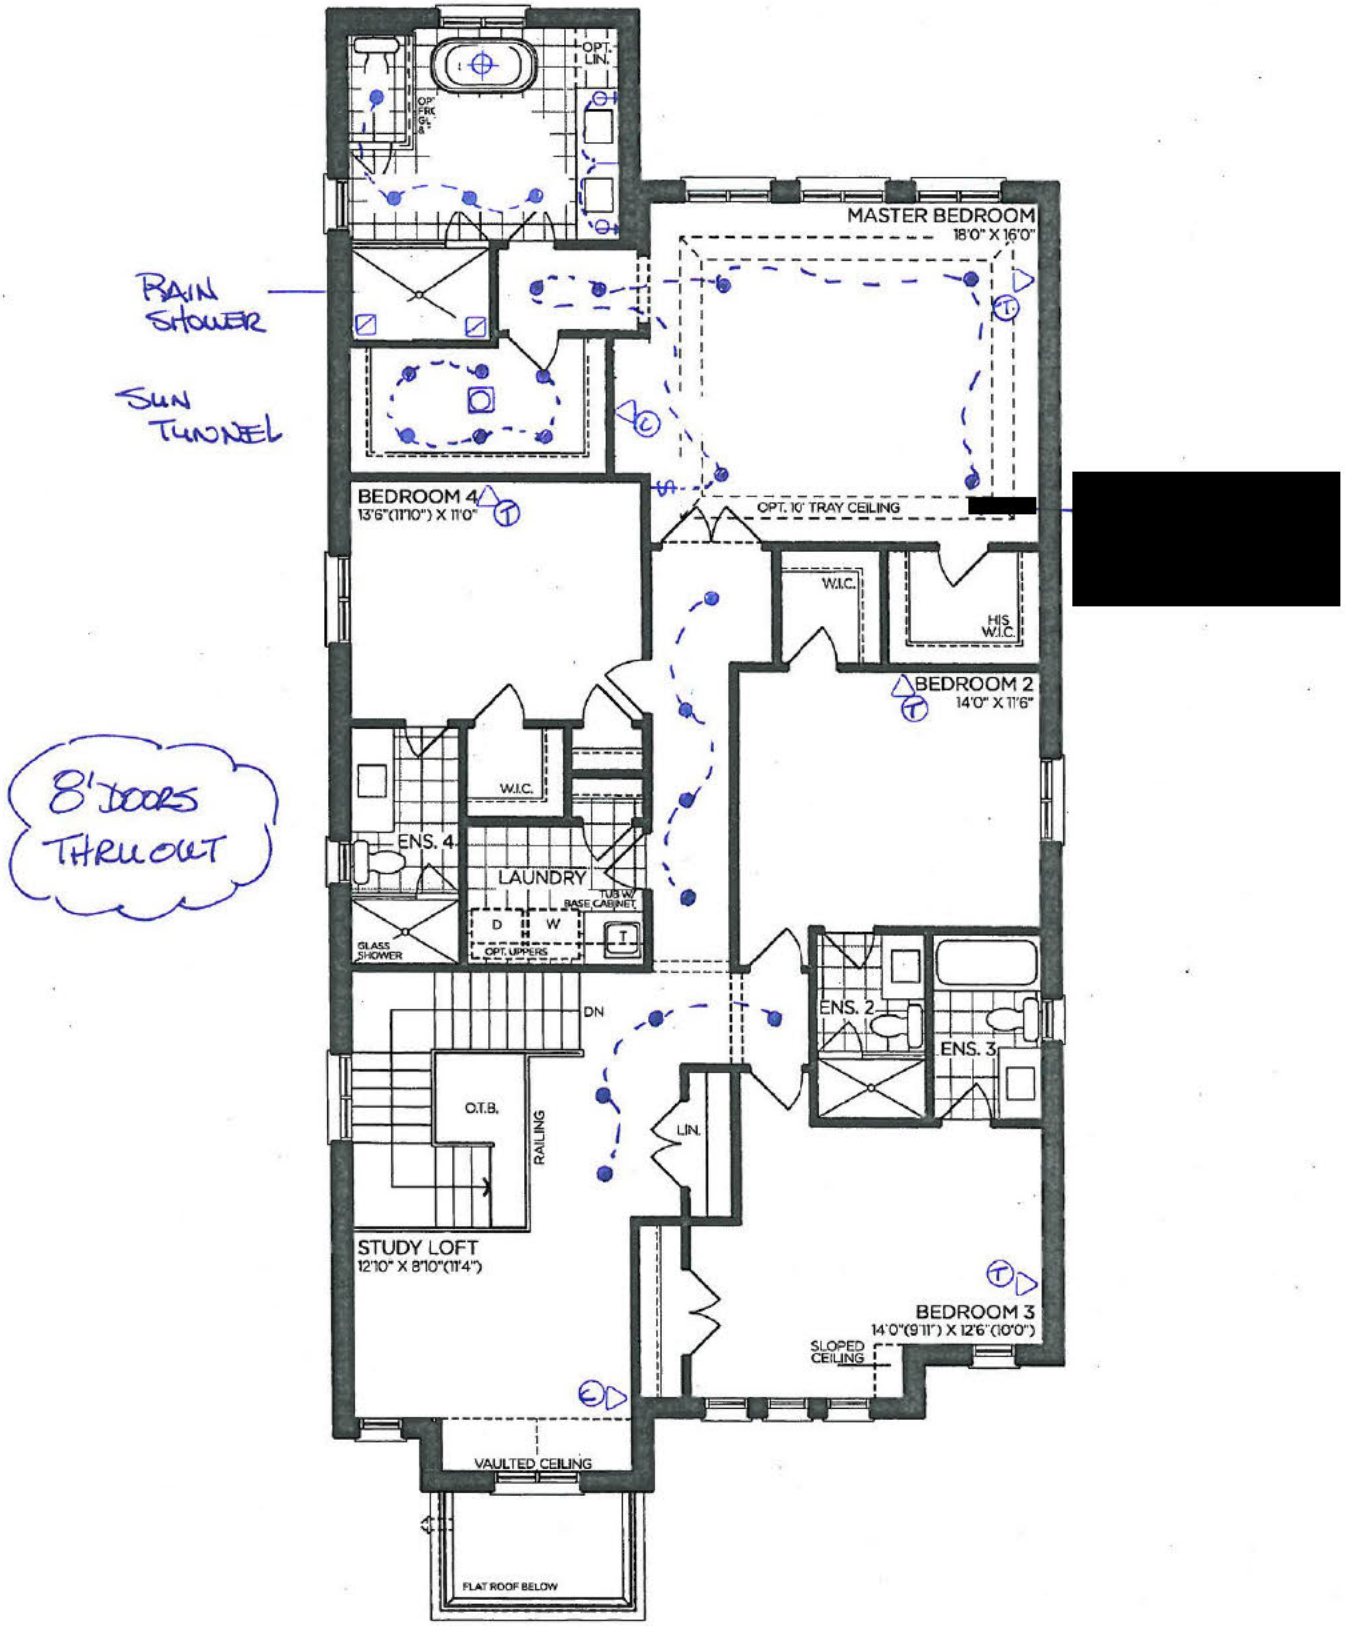 OPT.
LIN.
OP
FR
GL
&
MASTER BEDROOM
18'0" X 16'0"
RAIN
SHOWER
T
SUN
TUNNEL
C
$
BEDROOM 4
13'6"(11'10") X 11'0"
T
OPT. 10' TRAY CEILING
W.I.C.
HIS
W.I.C.
BEDROOM 2
14'0" X 11'6"
T
8' DOORS
THRUOUT
W.I.C.
ENS. 4
LAUNDRY
TUB W/
BASE CABINET
D
W
T
OPT. UPPERS
GLASS
SHOWER
DN
ENS. 2
ENS. 3
O.T.B.
RAILING
LIN.
STUDY LOFT
12'10" X 8'10"(11'4")
T
BEDROOM 3
14'0"(9'11") X 12'6"(10'0")
SLOPED
CEILING
VAULTED CEILING
FLAT ROOF BELOW